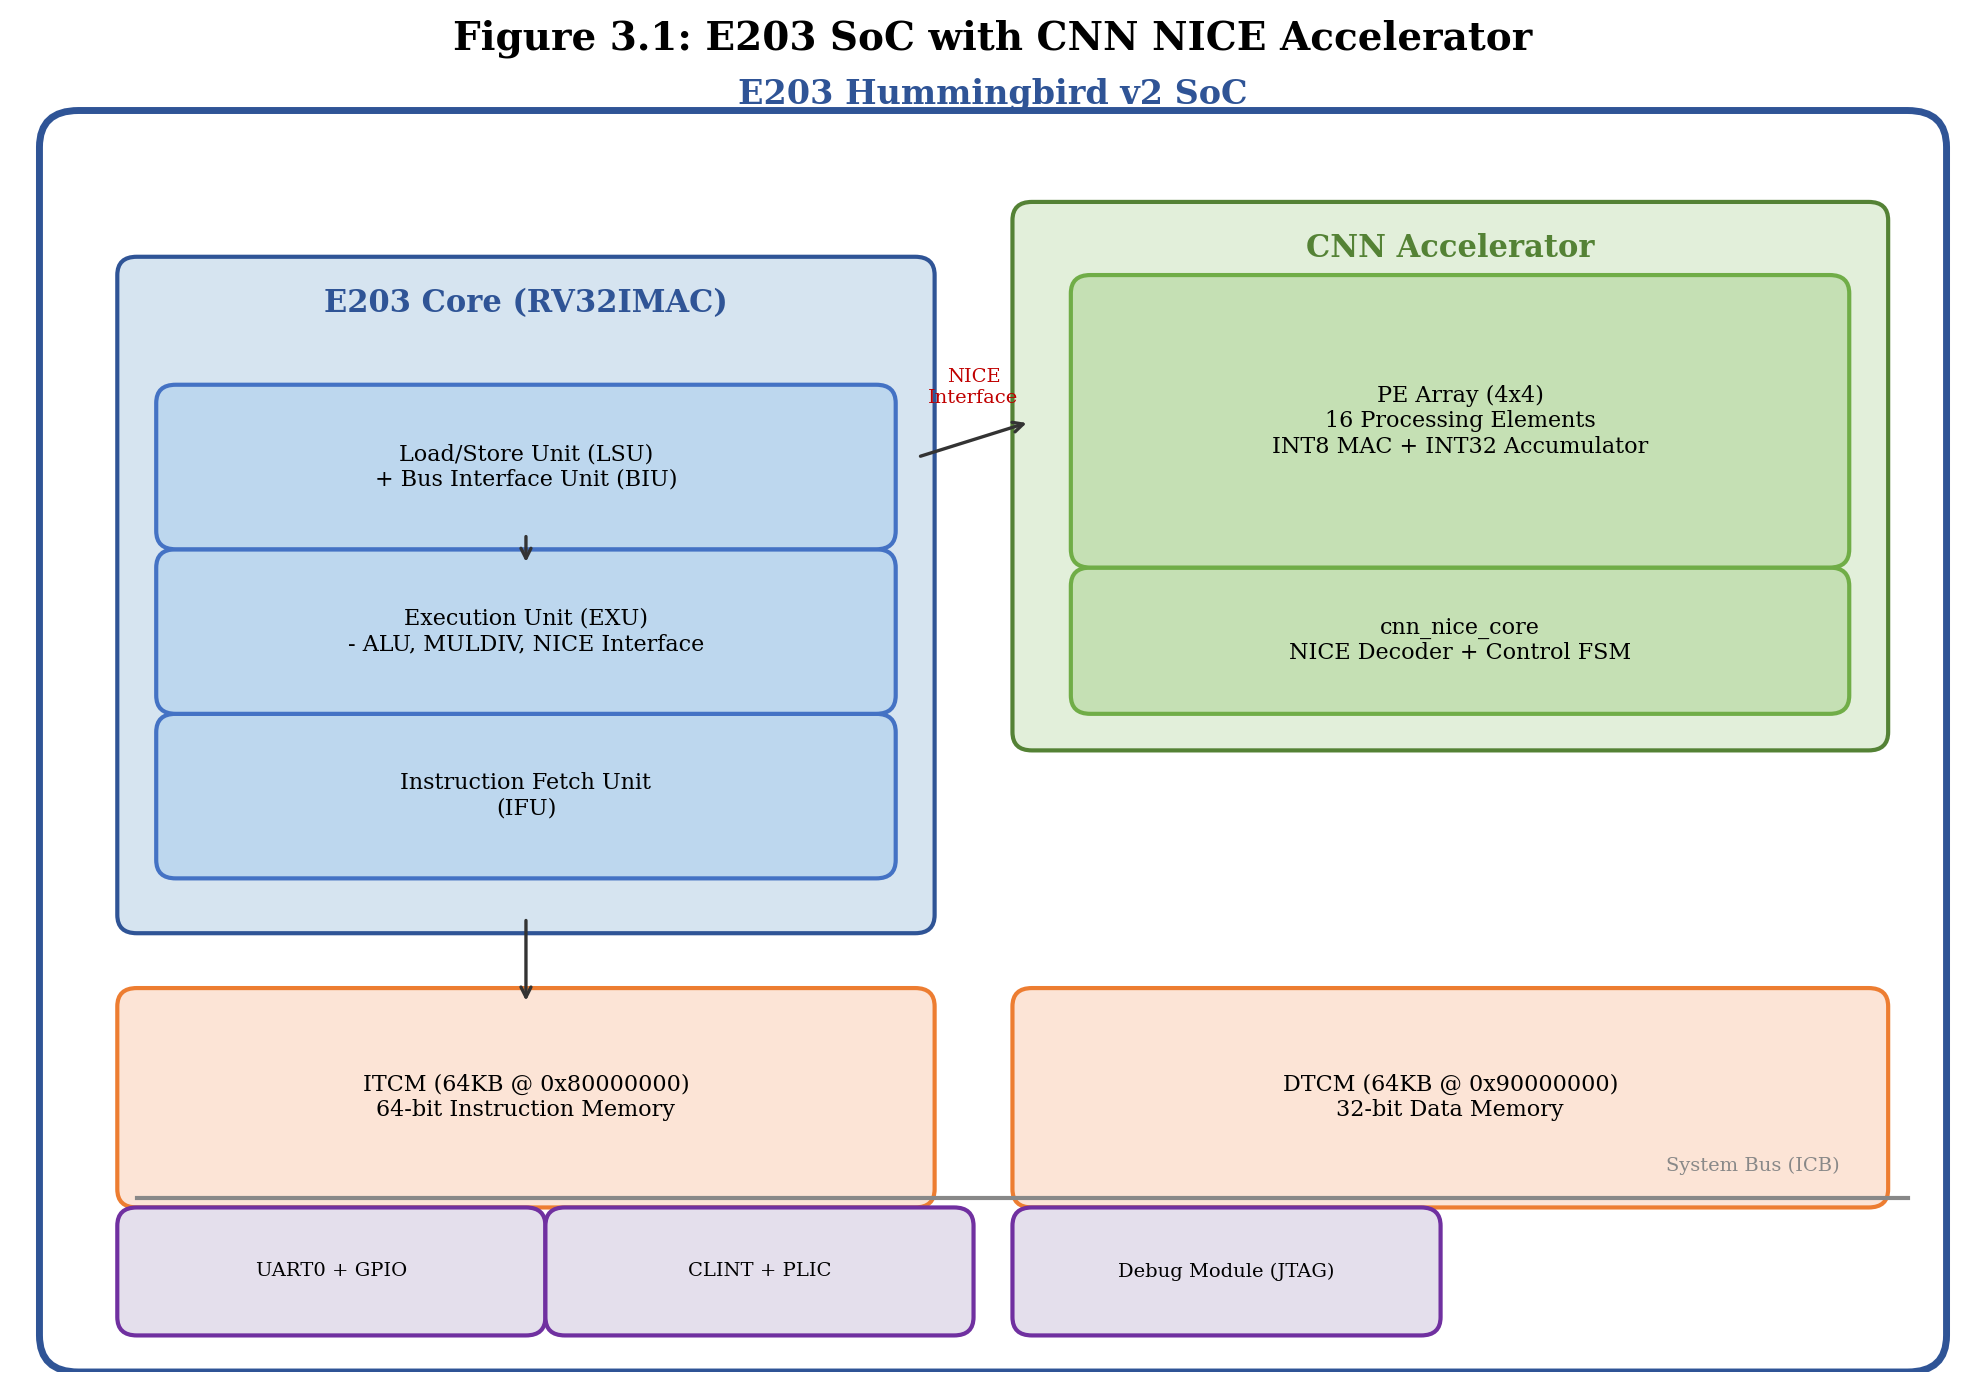 Figure 3.1: E203 SoC with CNN NICE Accelerator
E203 Hummingbird v2 SoC
E203 Core (RV32IMAC)
Load/Store Unit (LSU)
+ Bus Interface Unit (BIU)
Execution Unit (EXU)
- ALU, MULDIV, NICE Interface
Instruction Fetch Unit
(IFU)
NICE
Interface
CNN Accelerator
PE Array (4x4)
16 Processing Elements
INT8 MAC + INT32 Accumulator
cnn_nice_core
NICE Decoder + Control FSM
ITCM (64KB @ 0x80000000)
64-bit Instruction Memory
DTCM (64KB @ 0x90000000)
32-bit Data Memory
System Bus (ICB)
UART0 + GPIO
CLINT + PLIC
Debug Module (JTAG)